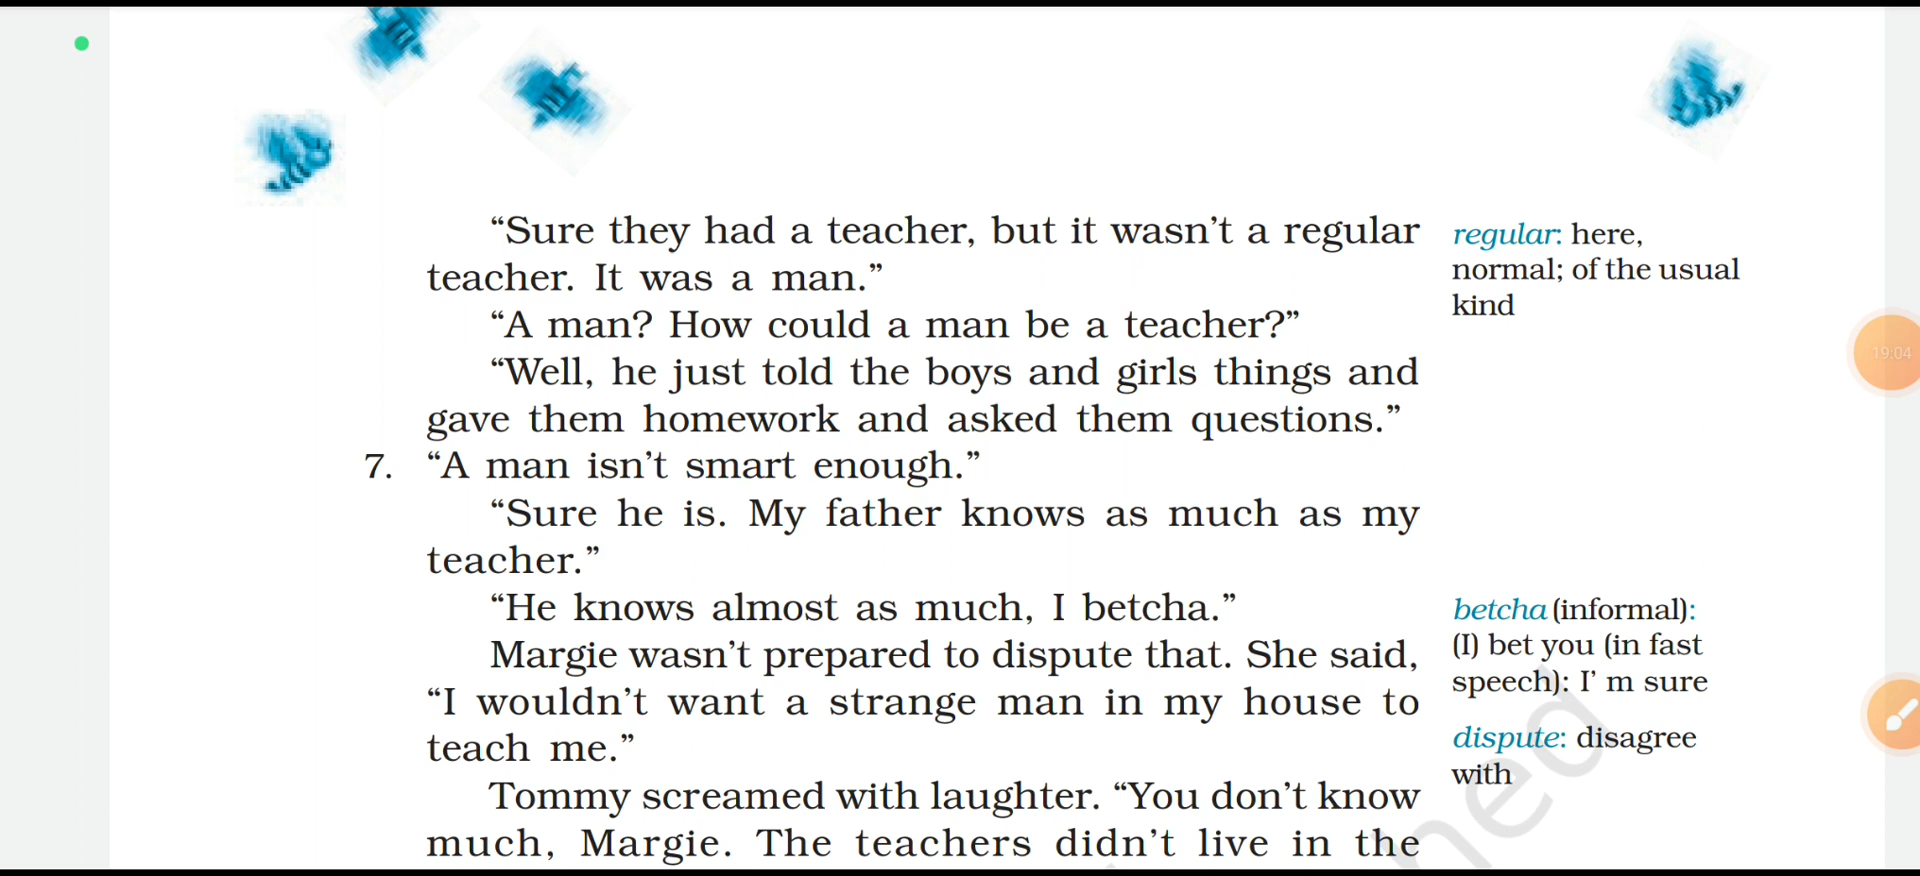 “Sure they had a teacher, but it wasn’t a regular
teacher. It was a man.”
“A man? How could a man be a teacher?”
“Well, he just told the boys and girls things and
gave them homework and asked them questions.”
7. “A man isn’t smart enough.”
“Sure he is. My father knows as much as my
teacher.”
“He knows almost as much, I betcha.”
Margie wasn’t prepared to dispute that. She said,
“I wouldn’t want a strange man in my house to
teach me.”
Tommy screamed with laughter. “You don’t know
much, Margie. The teachers didn’t live in the
regular: here,
normal; of the usual
kind
betcha (informal):
(I) bet you (in fast
speech): I’ m sure
dispute: disagree
with
19:04